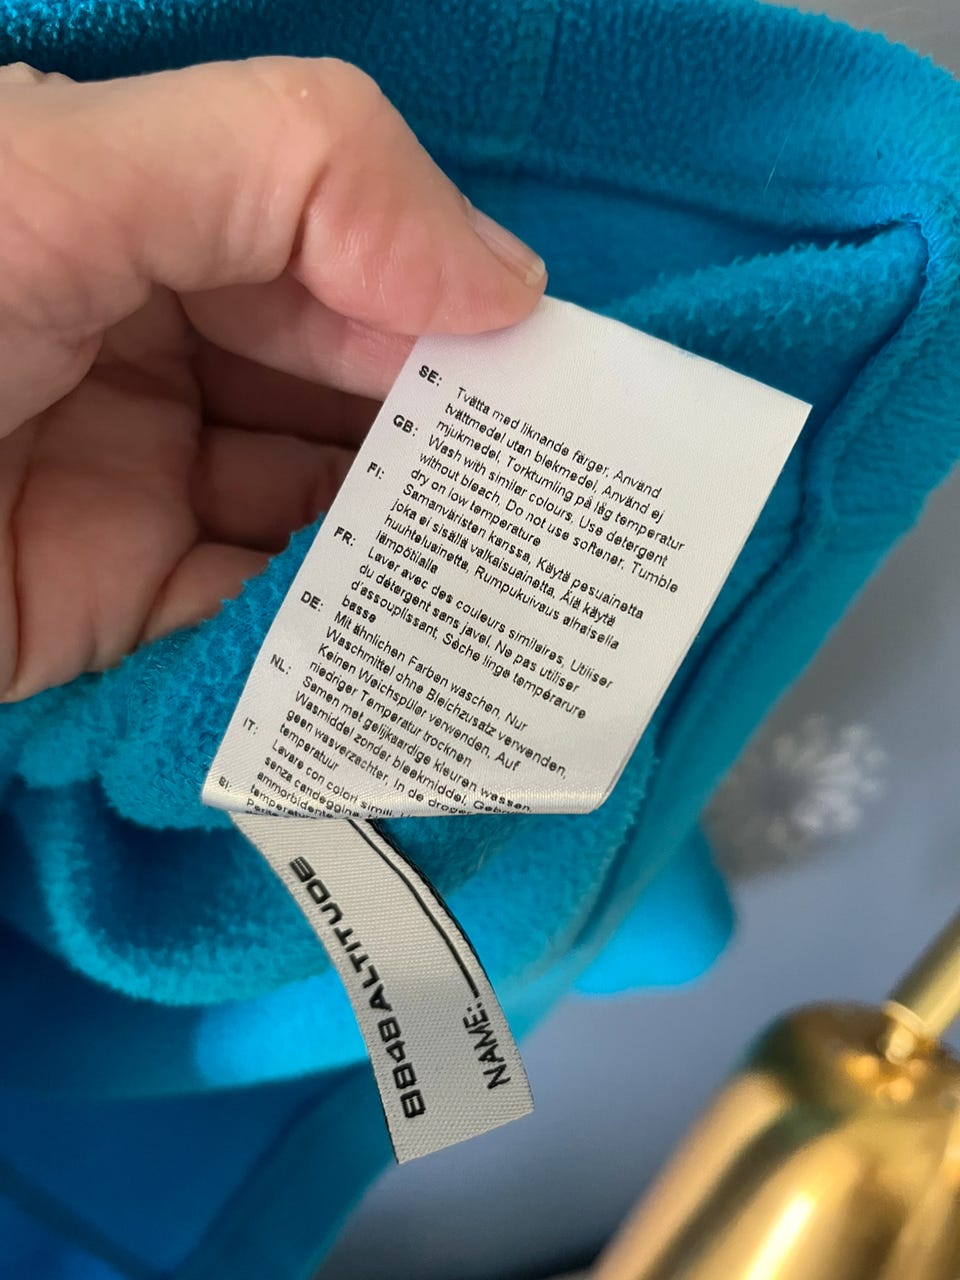 SE: Tvätta med liknande färger. Använd
tvättmedel utan blekmedel. Använd ej
mjukmedel. Torktumling på låg temperatur
GB: Wash with similar colours. Use detergent
without bleach. Do not use softener. Tumble
dry on low temperature
FI: Samanväristen kanssa, Käytä pesuainetta
joka ei sisällä valkaisuainetta. Älä käytä
huuhteluainetta. Rumpukuivaus alhaisella
lämpötilalla
FR: Laver avec des couleurs similaires, Utiliser
du détergent sans javel. Ne pas utiliser
d'assouplissant, Sèche linge tempérarure
basse
DE: Mit ähnlichen Farben waschen, Nur
Waschmittel ohne Bleichzusatz verwenden,
Keinen Weichspüler verwenden. Auf
niedriger Temperatur trocknen
NL: Samen met gelijkaardige kleuren wassen
Wasmiddel zonder bleekmiddel,
geen wasverzachter, in de droger
temperatuur
IT: Lavare con colori simili.
senza candeggina
ammorbidente
SI: Perite
8848 ALTITUDE
NAME: